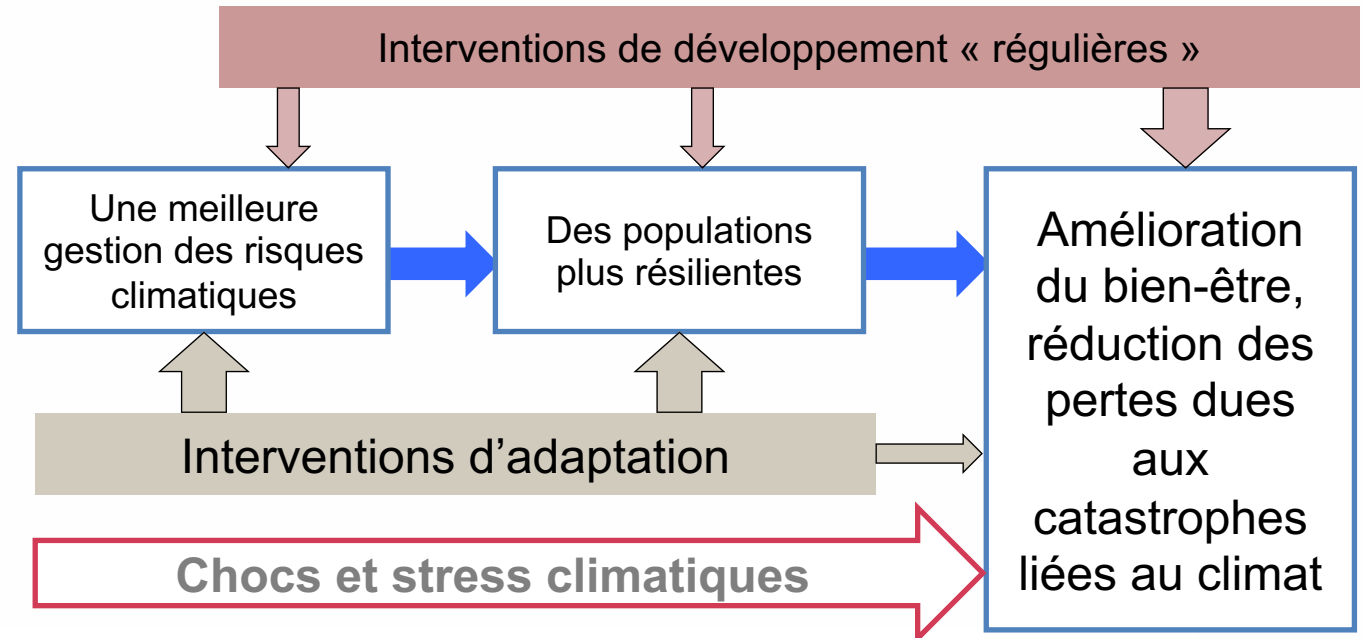 Interventions de développement « régulières »
Une meilleure
gestion des risques
climatiques
Des populations
plus résilientes
Amélioration
du bien-être,
réduction des
pertes dues
aux
catastrophes
liées au climat
Interventions d’adaptation
Chocs et stress climatiques